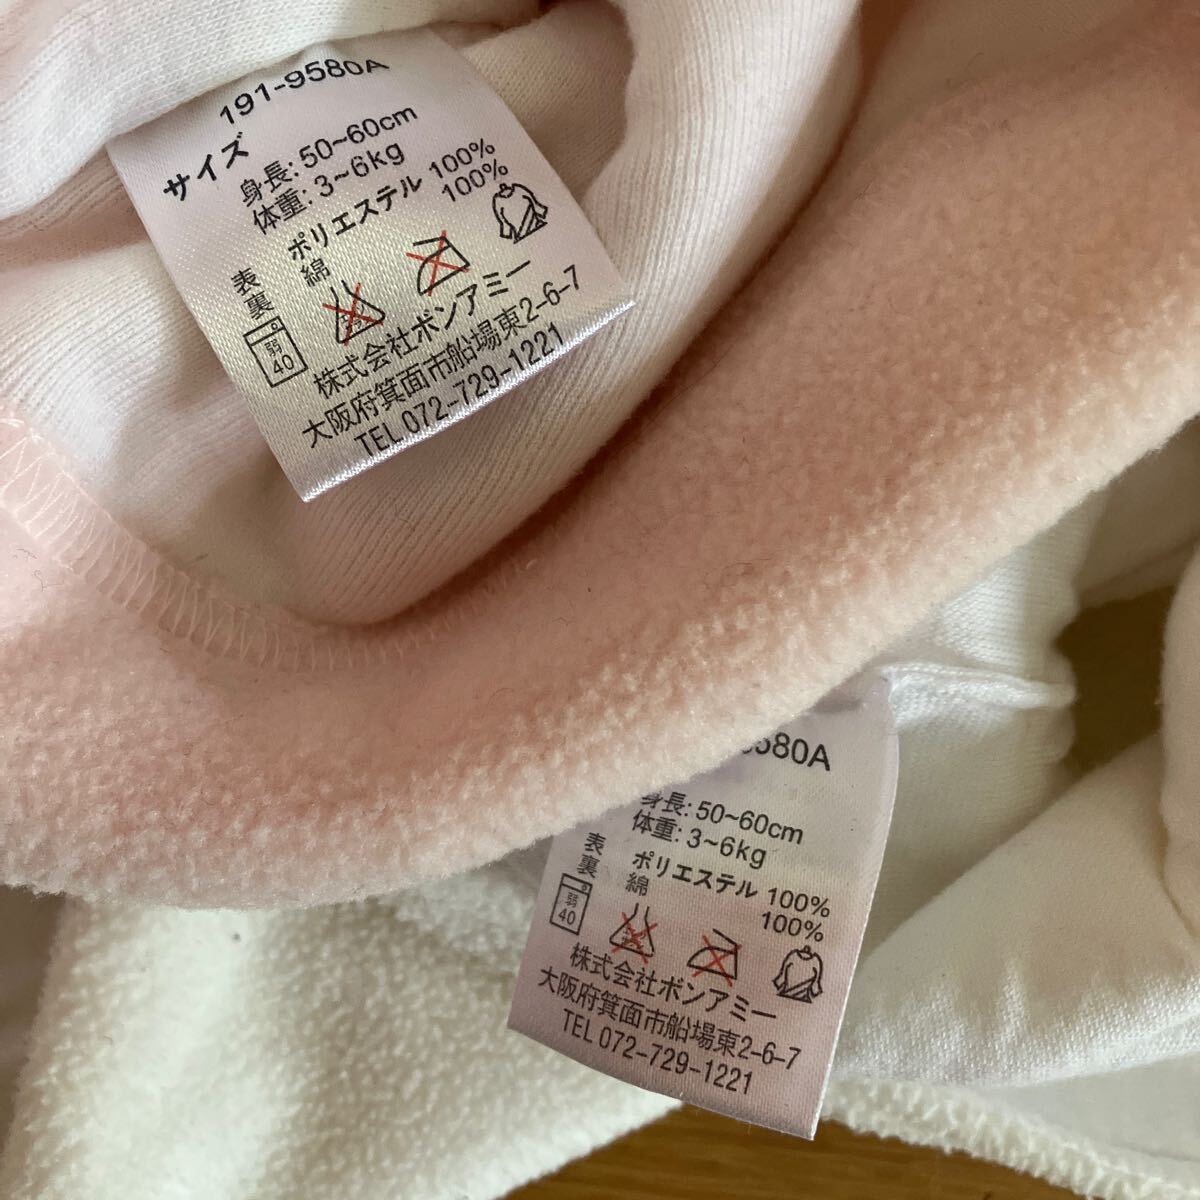 191-9580A
サイズ
身長: 50~60cm
体重: 3~6kg
表 ポリエステル 100%
裏 綿 100%
弱
40
株式会社ボンアミー
大阪府箕面市船場東2-6-7
TEL 072-729-1221
580A
身長: 50~60cm
体重: 3~6kg
表 ポリエステル 100%
裏 綿 100%
弱
40
株式会社ボンアミー
大阪府箕面市船場東2-6-7
TEL 072-729-1221